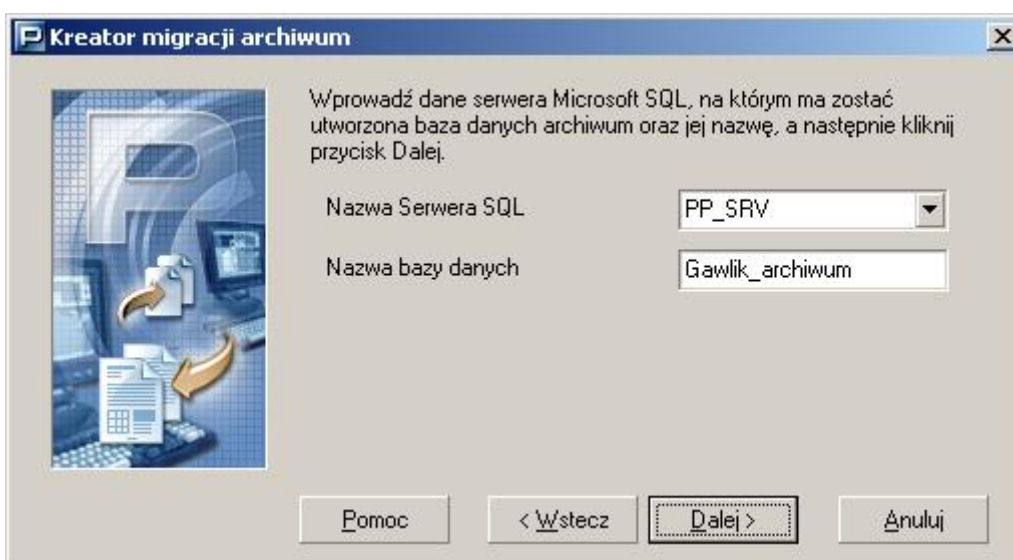 Kreator migracji archiwum
Wprowadź dane serwera Microsoft SQL, na którym ma zostać
utworzona baza danych archiwum oraz jej nazwę, a następnie kliknij
przycisk Dalej.
Nazwa Serwera SQL PP_SRV
Nazwa bazy danych Gawlik_archiwum
Pomoc < Wstecz Dalej > Anuluj